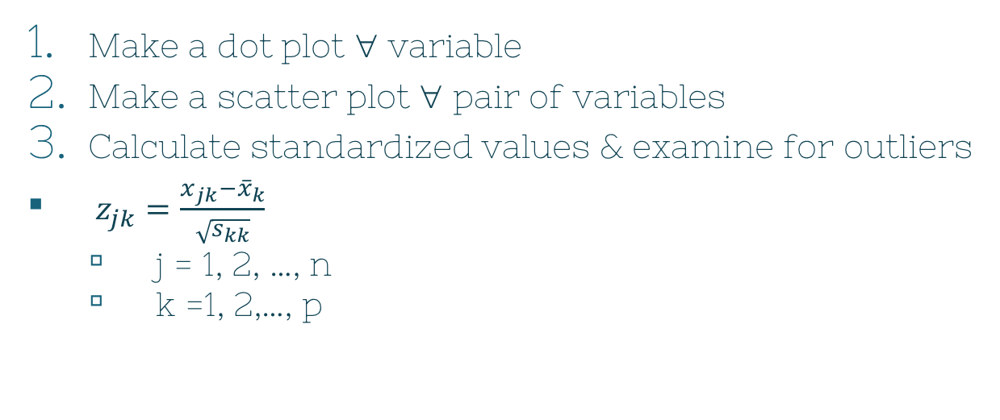 1. Make a dot plot ∀ variable
2. Make a scatter plot ∀ pair of variables
3. Calculate standardized values & examine for outliers
▪ z_{jk} = \frac{x_{jk} − \bar{x}_k}{\sqrt{s_{kk}}}
▫ j = 1, 2, ..., n
▫ k =1, 2,..., p